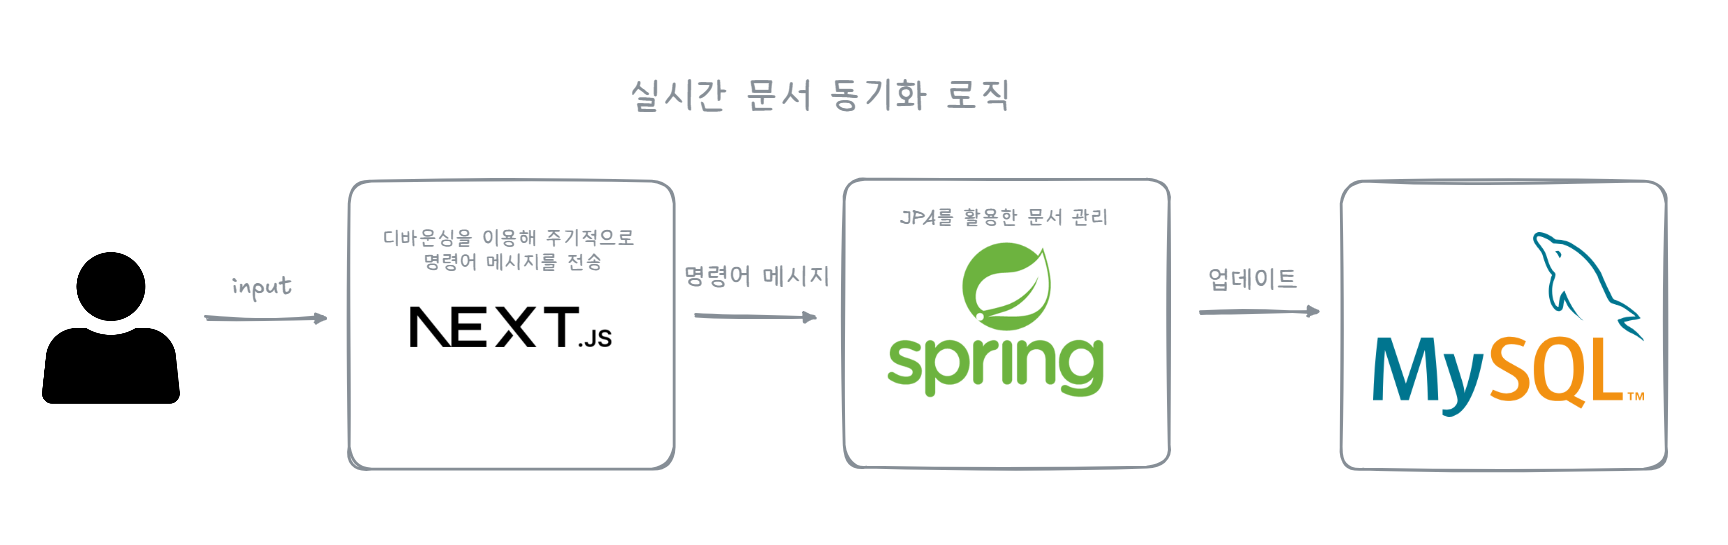 실시간 문서 동기화 로직
input
디바운싱을 이용해 주기적으로
명령어 메시지를 전송
NEXT.JS
명령어 메시지
JPA를 활용한 문서 관리
spring
업데이트
MySQL™